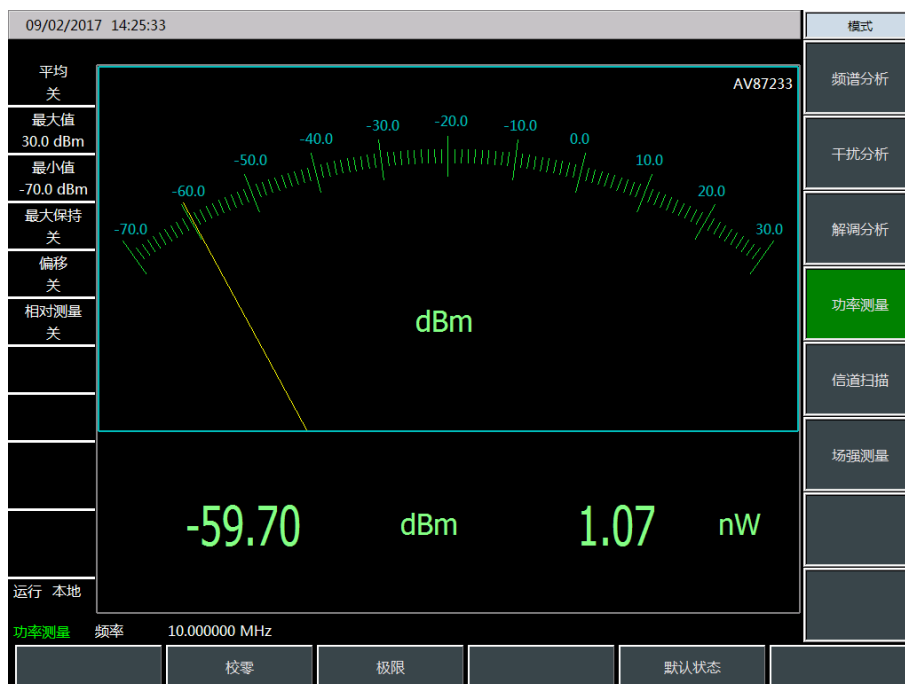 09/02/2017 14:25:33
模式
平均
关
最大值
30.0 dBm
最小值
-70.0 dBm
最大保持
关
偏移
关
相对测量
关
AV87233
-70.0
-60.0
-50.0
-40.0
-30.0
-20.0
-10.0
0.0
10.0
20.0
30.0
dBm
-59.70 dBm 1.07 nW
频谱分析
干扰分析
解调分析
功率测量
信道扫描
场强测量
运行 本地
功率测量 频率 10.000000 MHz
校零 极限 默认状态